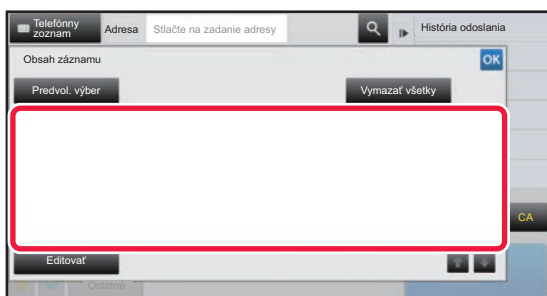 Telefónny
zoznam
Adresa
Stlačte na zadanie adresy
História odoslania
Obsah záznamu
OK
Predvol. výber
Vymazať všetky
CA
Editovať
Ostatné